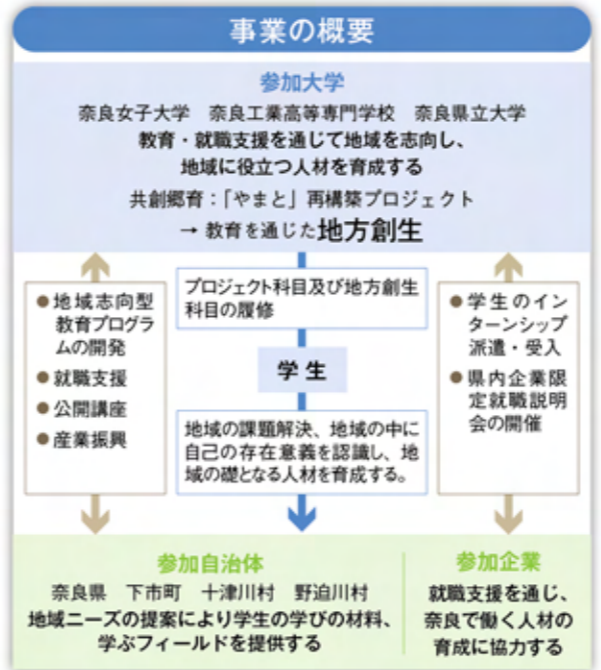 事業の概要
参加大学
奈良女子大学　奈良工業高等専門学校　奈良県立大学
教育・就職支援を通じて地域を志向し、
地域に役立つ人材を育成する
共創郷育：「やまと」再構築プロジェクト
→ 教育を通じた地方創生
●地域志向型
教育プログラ
ムの開発
●就職支援
●公開講座
●産業振興
プロジェクト科目及び地方創生
科目の履修
学生
地域の課題解決、地域の中に
自己の存在意義を認識し、地
域の礎となる人材を育成する。
●学生のイン
ターンシップ
派遣・受入
●県内企業限
定就職説明
会の開催
参加自治体
奈良県　下市町　十津川村　野迫川村
地域ニーズの提案により学生の学びの材料、
学ぶフィールドを提供する
参加企業
就職支援を通じ、
奈良で働く人材の
育成に協力する